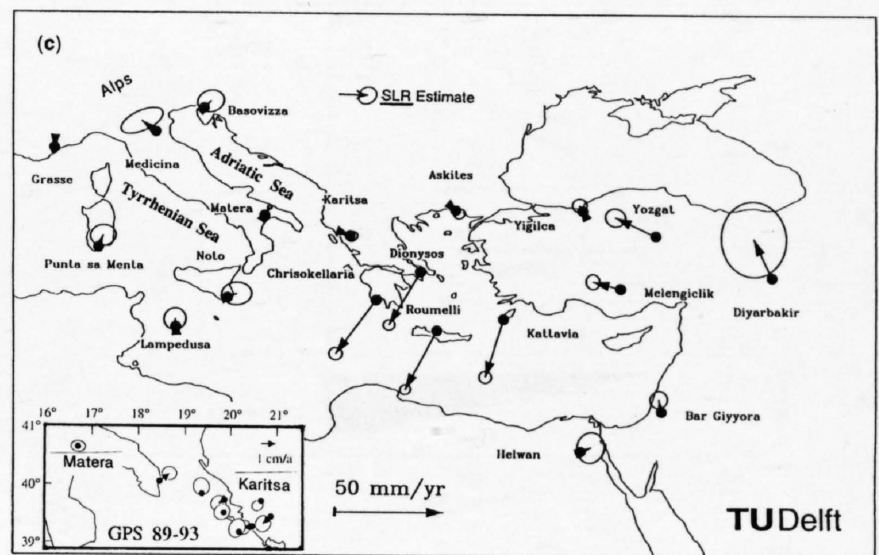 (c)
Alps
Basovizza
SLR Estimate
Grasse
Medicina
Adriatic Sea
Tyrrhenian Sea
Matera
Karitsa
Askites
Yigilca
Yozgat
Punta sa Menta
Noto
Chrisokellaria
Dionysos
Roumelli
Melengiclik
Diyarbakir
Lampedusa
Kattavia
Bar Giyyora
Helwan
16° 17° 18° 19° 20° 21°
41°
40°
39°
Matera
1 cm/a
Karitsa
GPS 89-93
50 mm/yr
TUDelft